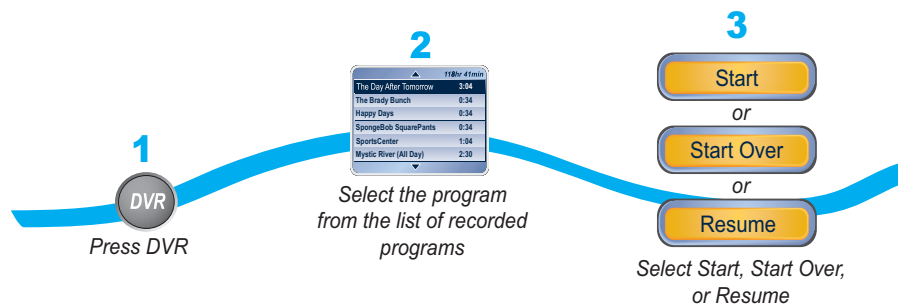 1
DVR
Press DVR
2
118hr 41min
The Day After Tomorrow 3:04
The Brady Bunch 0:34
Happy Days 0:34
SpongeBob SquarePants 0:34
SportsCenter 1:04
Mystic River (All Day) 2:30
Select the program
from the list of recorded
programs
3
Start
or
Start Over
or
Resume
Select Start, Start Over,
or Resume